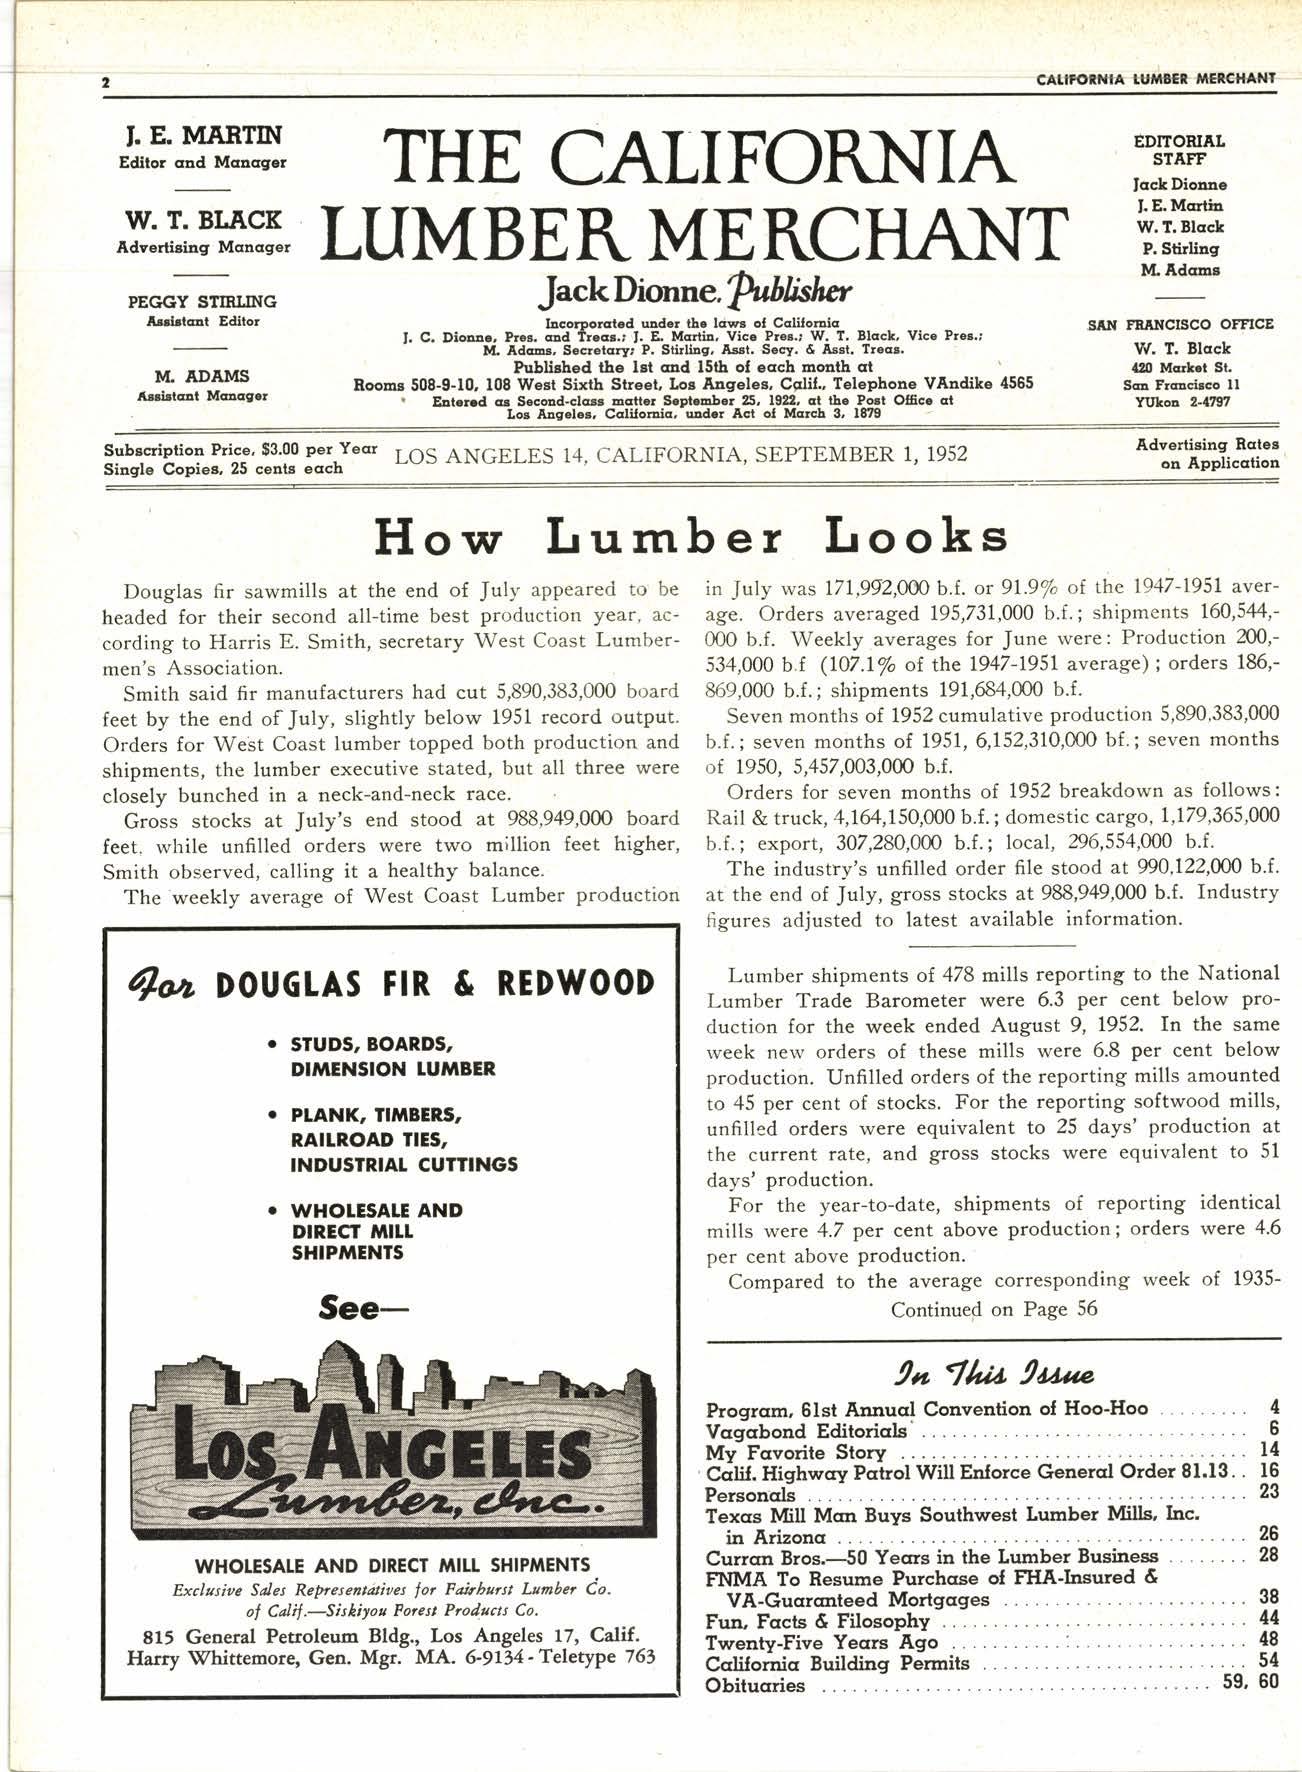 2
CALIFORNIA LUMBER MERCHANT
J. E. MARTIN
Editor and Manager
W. T. BLACK
Advertising Manager
PEGGY STIRLING
Assistant Editor
M. ADAMS
Assistant Manager
THE CALIFORNIA
LUMBER MERCHANT
Jack Dionne, Publisher
Incorporated under the laws of California
J. C. Dionne, Pres. and Treas.; J. E. Martin, Vice Pres.; W. T. Black, Vice Pres.;
M. Adams, Secretary; P. Stirling, Asst. Secy. & Asst. Treas.
Published the 1st and 15th of each month at
Rooms 508-9-10, 108 West Sixth Street, Los Angeles, Calif., Telephone VAndike 4565
Entered as Second-class matter September 25, 1922, at the Post Office at
Los Angeles, California, under Act of March 3, 1879
EDITORIAL
STAFF
Jack Dionne
J. E. Martin
W. T. Black
P. Stirling
M. Adams
SAN FRANCISCO OFFICE
W. T. Black
420 Market St.
San Francisco 11
YUkon 2-4797
Subscription Price, $3.00 per Year
Single Copies, 25 cents each
LOS ANGELES 14, CALIFORNIA, SEPTEMBER 1, 1952
Advertising Rates
on Application
How Lumber Looks
Douglas fir sawmills at the end of July appeared to be
headed for their second all-time best production year, ac-
cording to Harris E. Smith, secretary West Coast Lumber-
men's Association.
Smith said fir manufacturers had cut 5,890,383,000 board
feet by the end of July, slightly below 1951 record output.
Orders for West Coast lumber topped both production and
shipments, the lumber executive stated, but all three were
closely bunched in a neck-and-neck race.
Gross stocks at July's end stood at 988,949,000 board
feet, while unfilled orders were two million feet higher,
Smith observed, calling it a healthy balance.
The weekly average of West Coast Lumber production
in July was 171,992,000 b.f. or 91.9% of the 1947-1951 aver-
age. Orders averaged 195,731,000 b.f.; shipments 160,544,-
000 b.f. Weekly averages for June were: Production 200,-
534,000 b.f (107.1% of the 1947-1951 average); orders 186,-
869,000 b.f.; shipments 191,684,000 b.f.
Seven months of 1952 cumulative production 5,890,383,000
b.f.; seven months of 1951, 6,152,310,000 bf.; seven months
of 1950, 5,457,003,000 b.f.
Orders for seven months of 1952 breakdown as follows:
Rail & truck, 4,164,150,000 b.f.; domestic cargo, 1,179,365,000
b.f.; export, 307,280,000 b.f.; local, 296,554,000 b.f.
The industry's unfilled order file stood at 990,122,000 b.f.
at the end of July, gross stocks at 988,949,000 b.f. Industry
figures adjusted to latest available information.
Lumber shipments of 478 mills reporting to the National
Lumber Trade Barometer were 6.3 per cent below pro-
duction for the week ended August 9, 1952. In the same
week new orders of these mills were 6.8 per cent below
production. Unfilled orders of the reporting mills amounted
to 45 per cent of stocks. For the reporting softwood mills,
unfilled orders were equivalent to 25 days' production at
the current rate, and gross stocks were equivalent to 51
days' production.
For the year-to-date, shipments of reporting identical
mills were 4.7 per cent above production; orders were 4.6
per cent above production.
Compared to the average corresponding week of 1935-
Continued on Page 56
For DOUGLAS FIR & REDWOOD
• STUDS, BOARDS,
DIMENSION LUMBER
• PLANK, TIMBERS,
RAILROAD TIES,
INDUSTRIAL CUTTINGS
• WHOLESALE AND
DIRECT MILL
SHIPMENTS
See—
LOS ANGELES
Lumber, Inc.
WHOLESALE AND DIRECT MILL SHIPMENTS
Exclusive Sales Representatives for Fairhurst Lumber Co.
of Calif.—Siskiyou Forest Products Co.
815 General Petroleum Bldg., Los Angeles 17, Calif.
Harry Whittemore, Gen. Mgr. MA. 6-9134 - Teletype 763
In This Issue
Program, 61st Annual Convention of Hoo-Hoo ......... 4
Vagabond Editorials ................................ 6
My Favorite Story .................................. 14
Calif. Highway Patrol Will Enforce General Order 81.13.. 16
Personals ........................................... 23
Texas Mill Man Buys Southwest Lumber Mills, Inc.
in Arizona ........................................ 26
Curran Bros.—50 Years in the Lumber Business ........ 28
FNMA To Resume Purchase of FHA-Insured &
VA-Guaranteed Mortgages ........................ 38
Fun, Facts & Filosophy .............................. 44
Twenty-Five Years Ago ............................. 48
California Building Permits .......................... 54
Obituaries ...................................... 59, 60